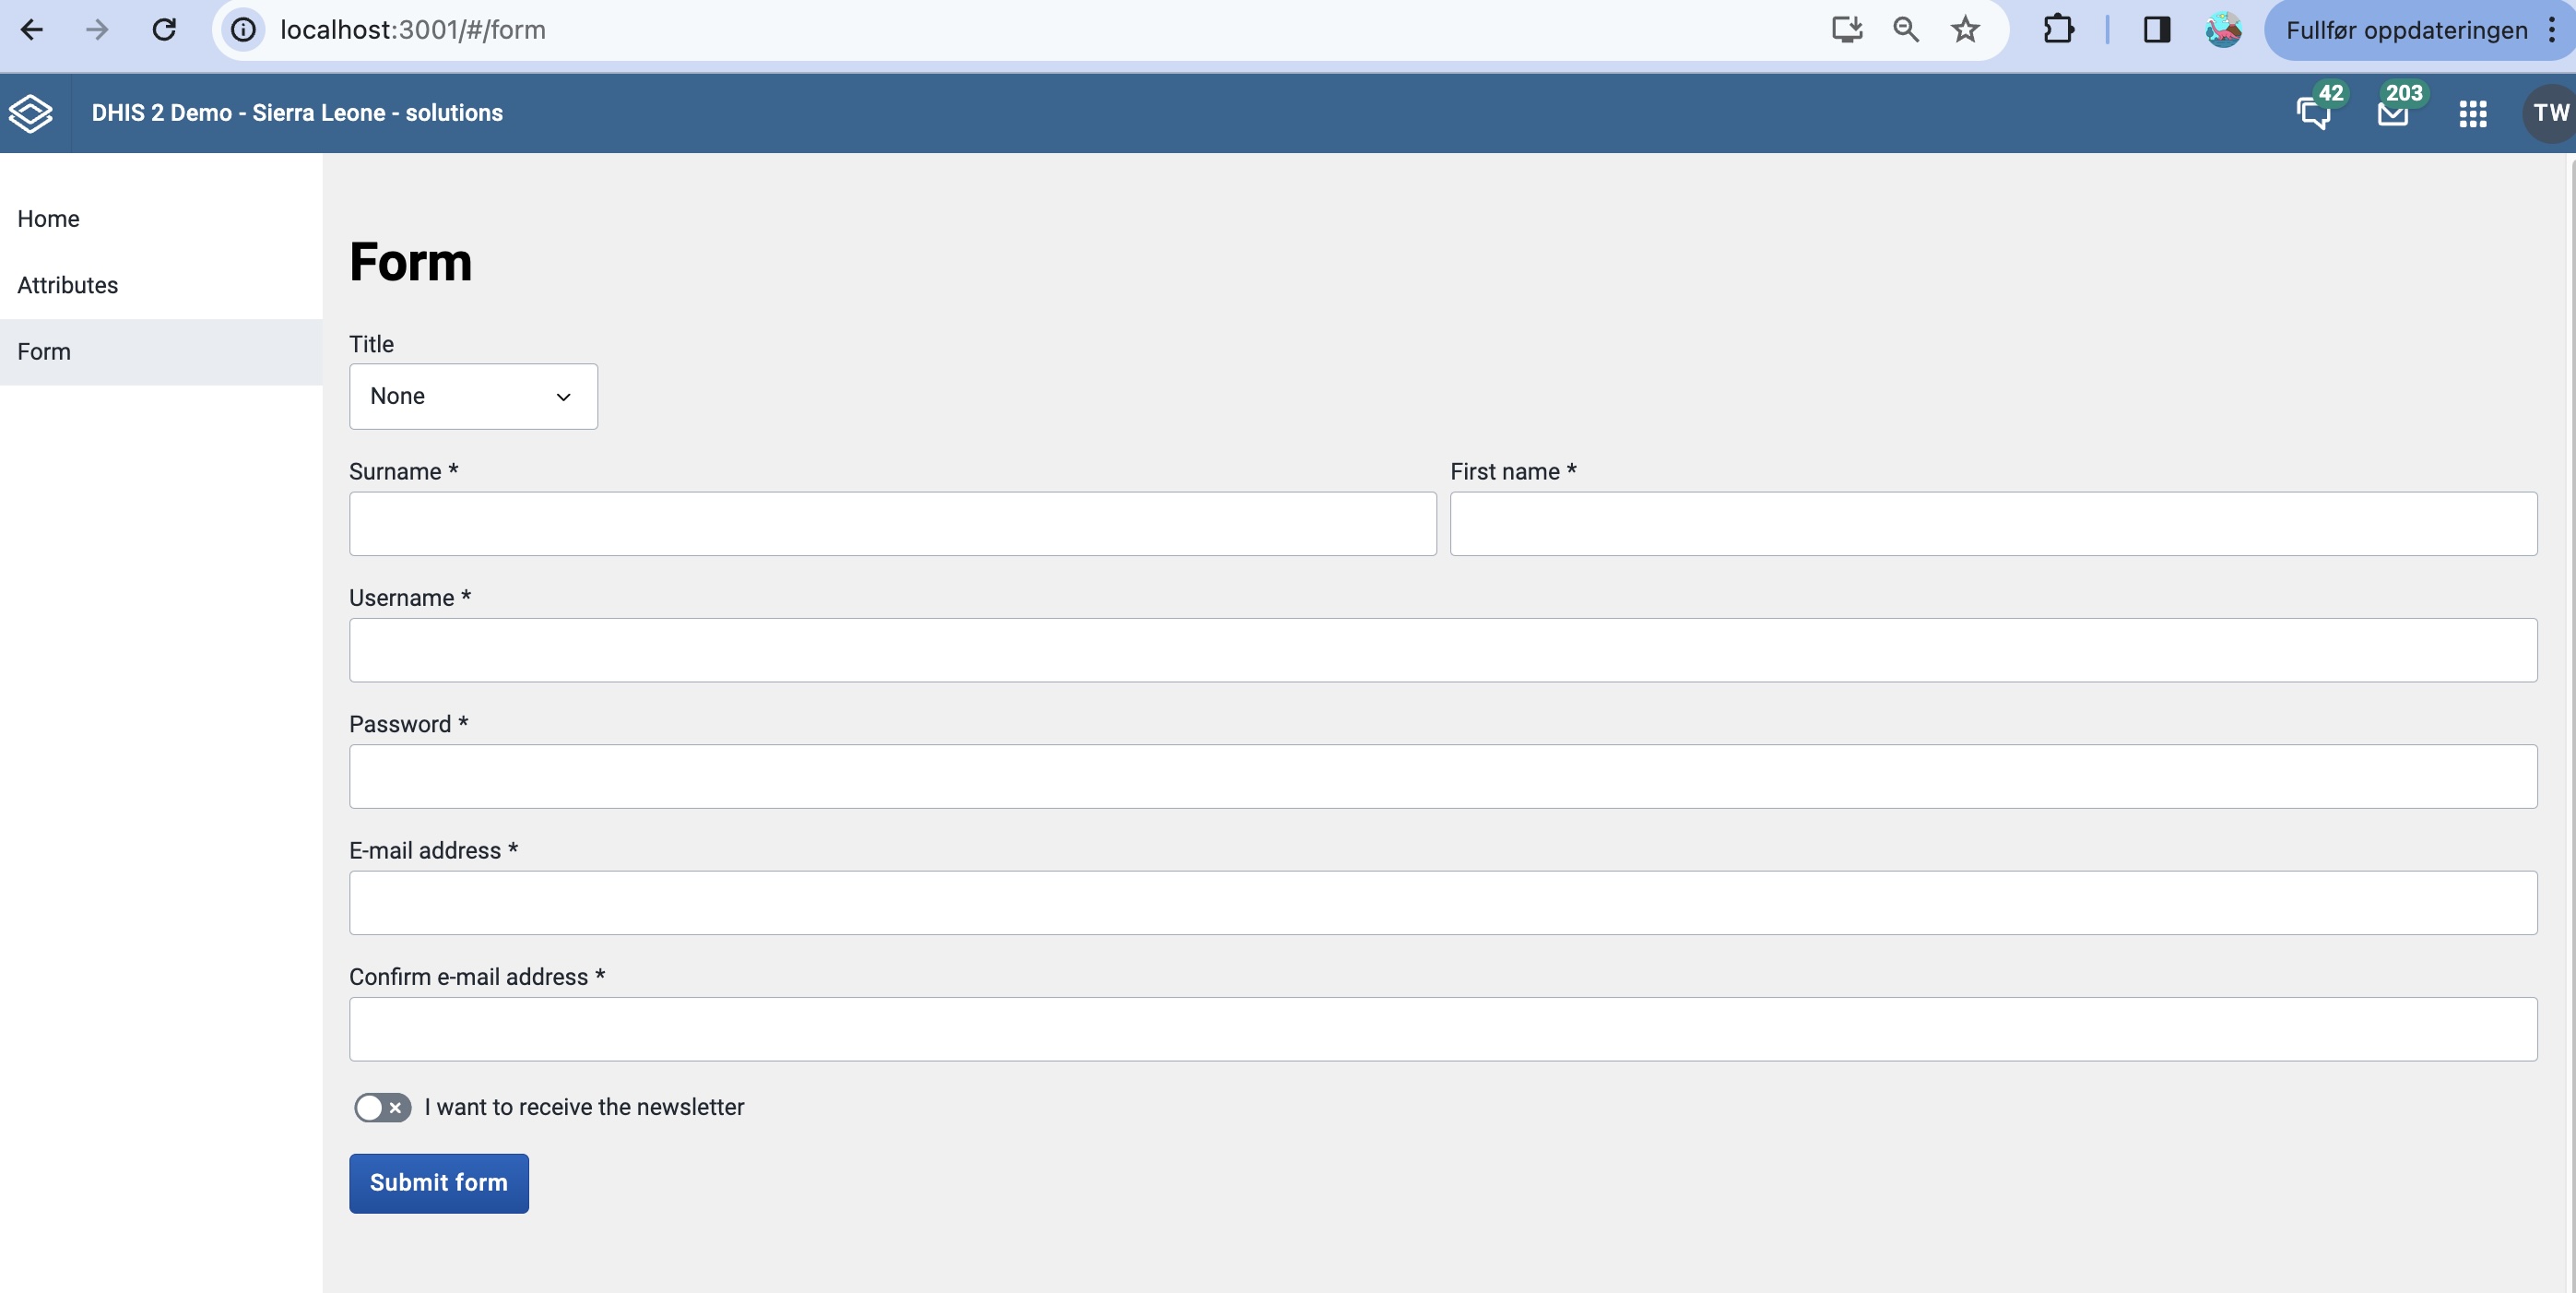 localhost:3001/#/form
Fullfør oppdateringen
DHIS 2 Demo - Sierra Leone - solutions
42
203
TW
Home
Attributes
Form
Form
Title
None
Surname *
First name *
Username *
Password *
E-mail address *
Confirm e-mail address *
I want to receive the newsletter
Submit form